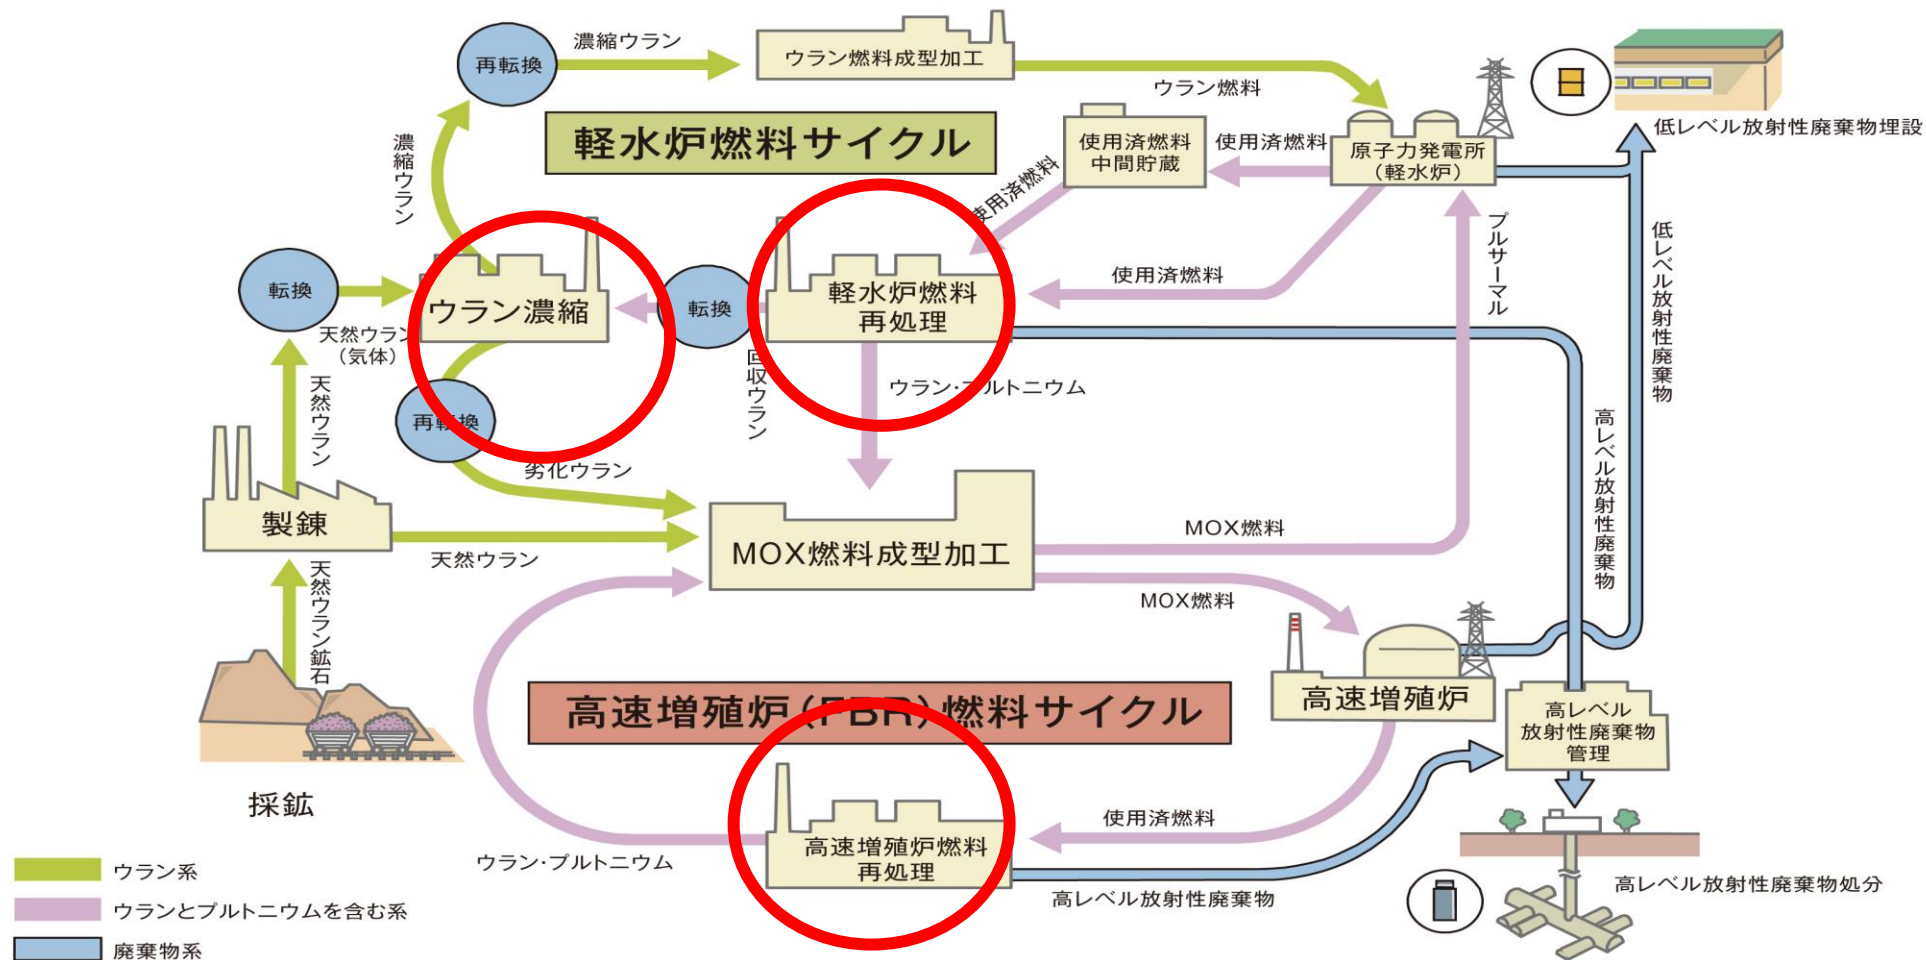 再転換
濃縮ウラン
ウラン燃料成型加工
ウラン燃料
低レベル放射性廃棄物埋設
軽水炉燃料サイクル
濃縮ウラン
使用済燃料
中間貯蔵
使用済燃料
原子力発電所
(軽水炉)
使用済燃料
プルサーマル
低レベル放射性廃棄物
転換
天然ウラン
(気体)
ウラン濃縮
転換
回収ウラン
軽水炉燃料
再処理
使用済燃料
ウラン・プルトニウム
高レベル放射性廃棄物
天然ウラン
再転換
劣化ウラン
製錬
天然ウラン
MOX燃料成型加工
MOX燃料
MOX燃料
天然ウラン鉱石
採鉱
高速増殖炉(FBR)燃料サイクル
高速増殖炉
高レベル
放射性廃棄物
管理
使用済燃料
ウラン・プルトニウム
高速増殖炉燃料
再処理
高レベル放射性廃棄物
高レベル放射性廃棄物処分
ウラン系
ウランとプルトニウムを含む系
廃棄物系